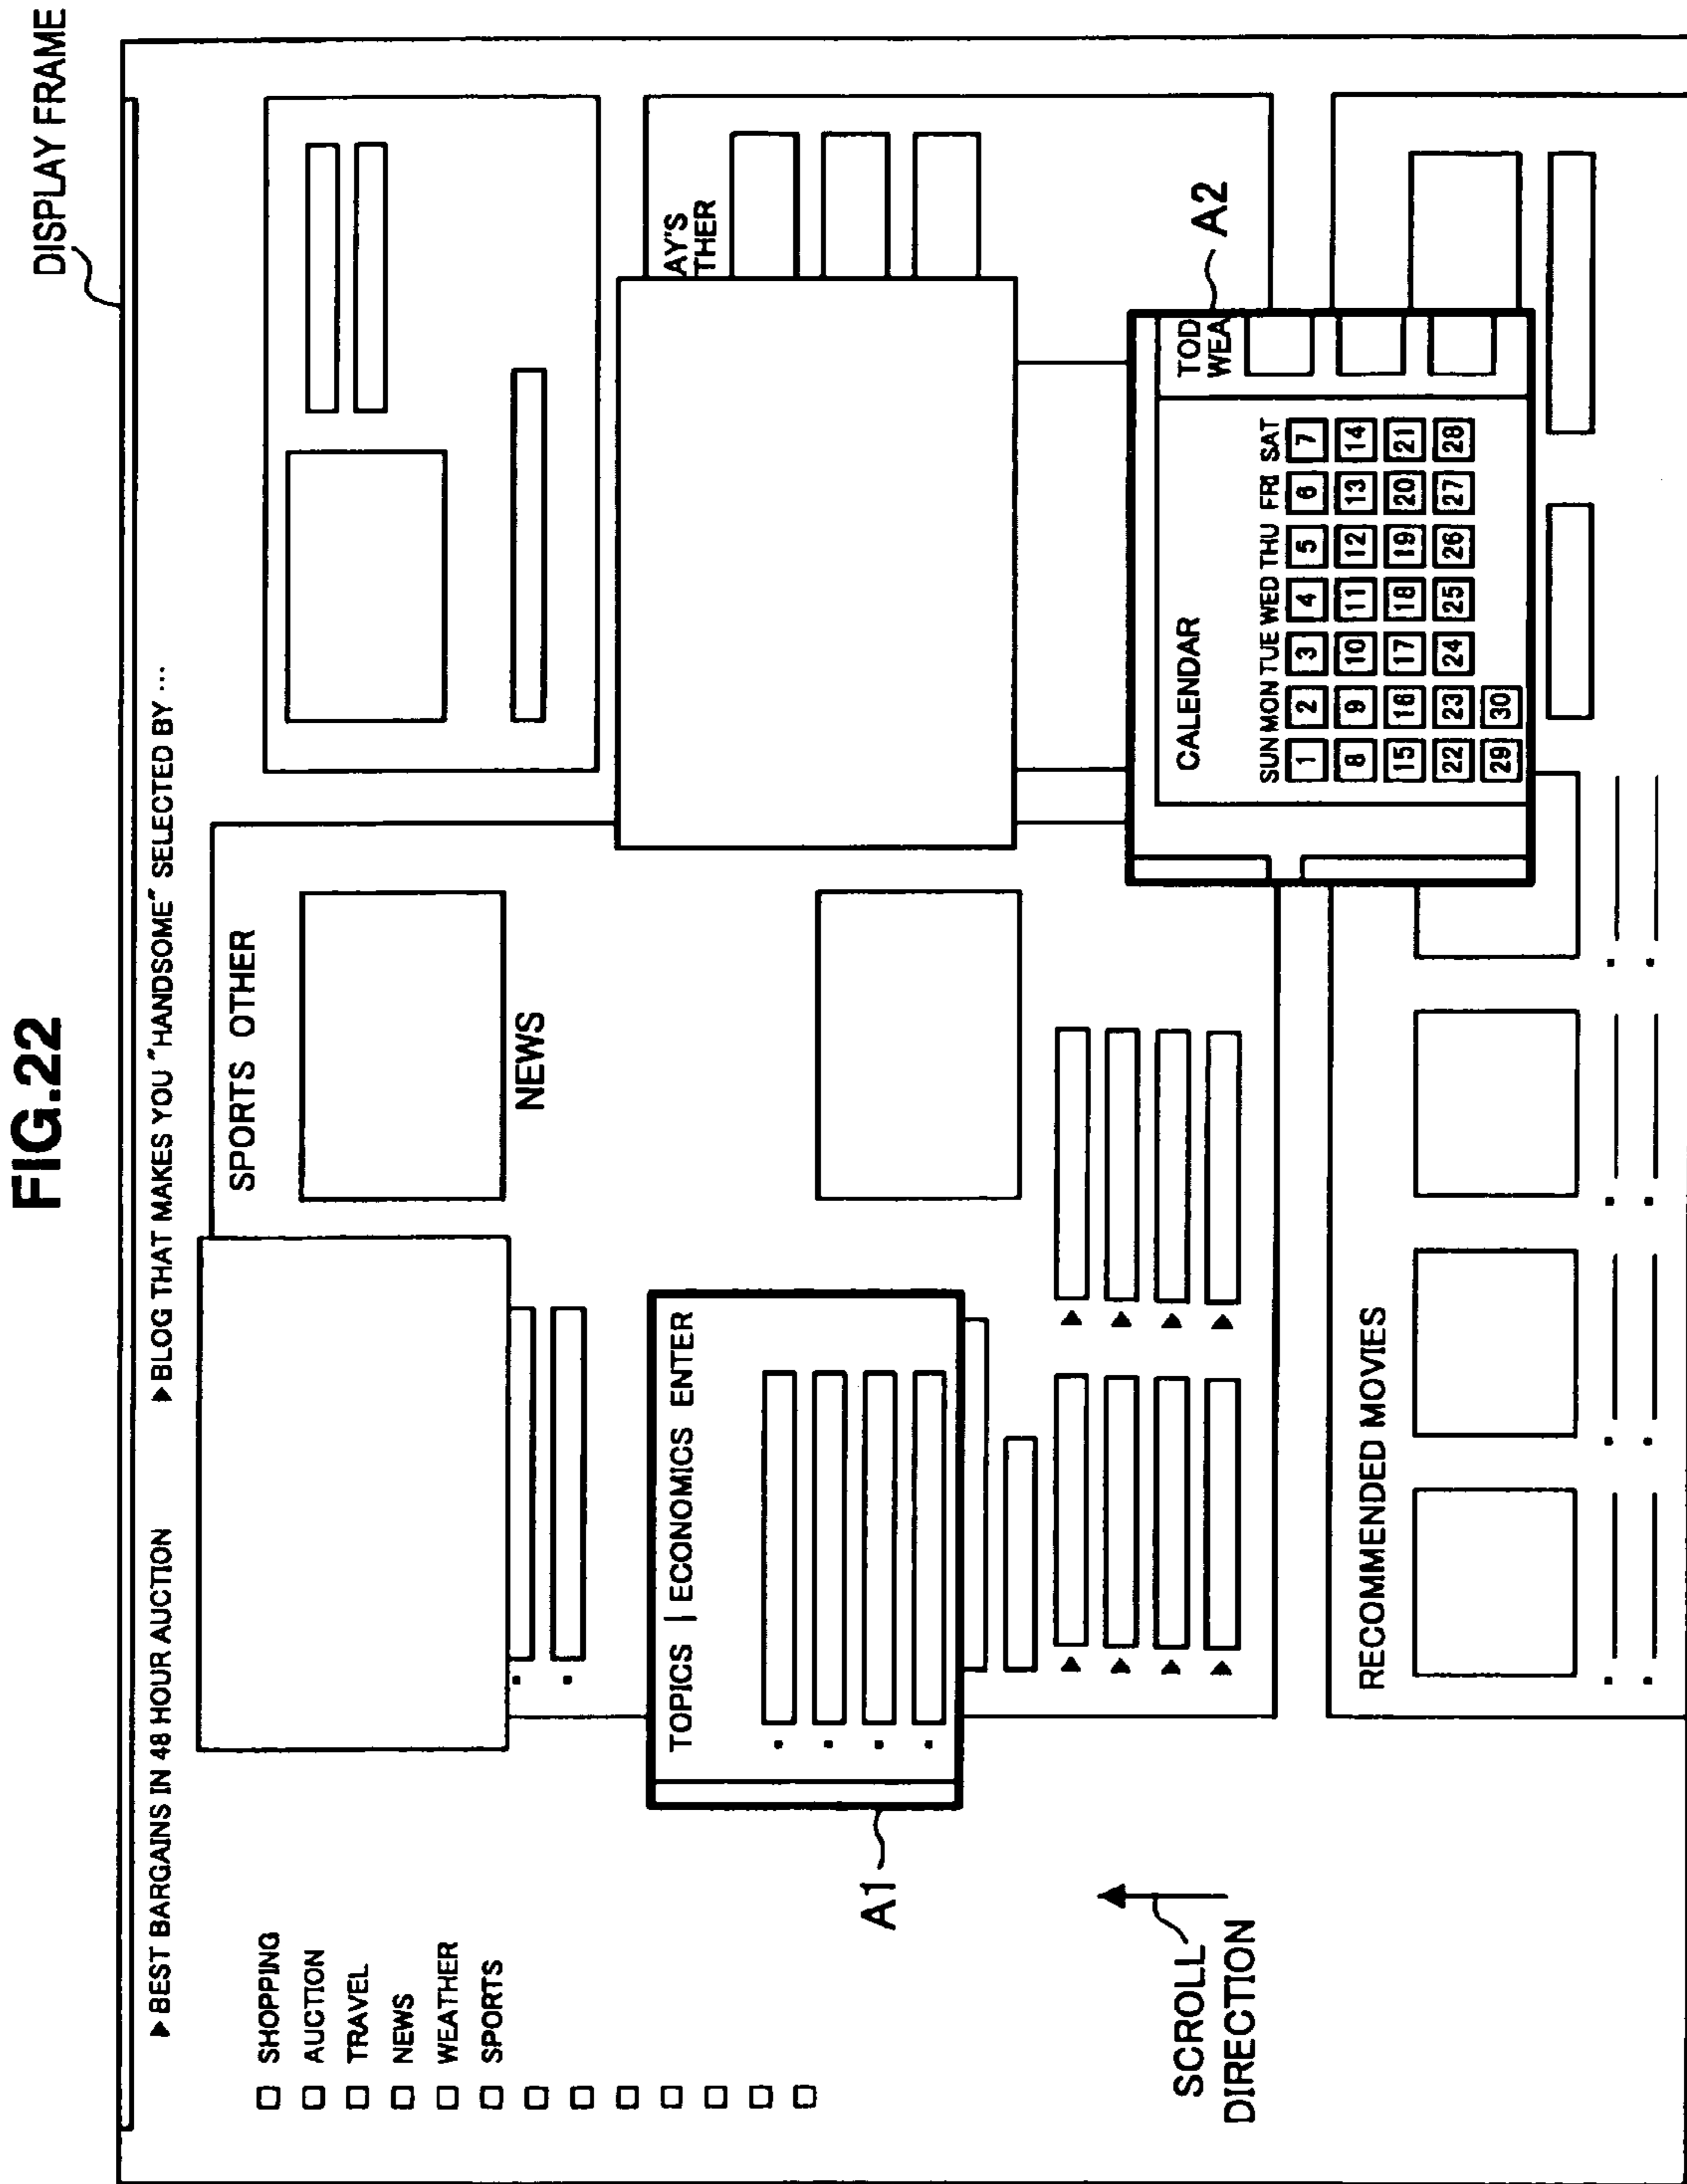 FIG.22
DISPLAY FRAME
▶ BEST BARGAINS IN 48 HOUR AUCTION
▶ BLOG THAT MAKES YOU "HANDSOME" SELECTED BY ...
SHOPPING
AUCTION
TRAVEL
NEWS
WEATHER
SPORTS
SPORTS OTHER
NEWS
TOPICS | ECONOMICS ENTER
A1
AY'S
THER
A2
TOD
WEA
CALENDAR
SUN MON TUE WED THU FRI SAT
1 2 3 4 5 6 7
8 9 10 11 12 13 14
15 16 17 18 19 20 21
22 23 24 25 26 27 28
29 30
SCROLL
DIRECTION
RECOMMENDED MOVIES